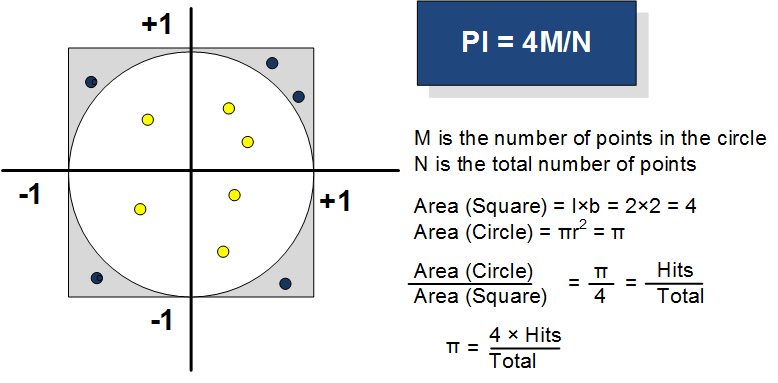 +1
PI = 4M/N
M is the number of points in the circle
N is the total number of points
-1
+1
Area (Square) = l×b = 2×2 = 4
Area (Circle) = πr² = π
Area (Circle)
Area (Square)
= π
4
= Hits
Total
-1
π = 4 × Hits
Total